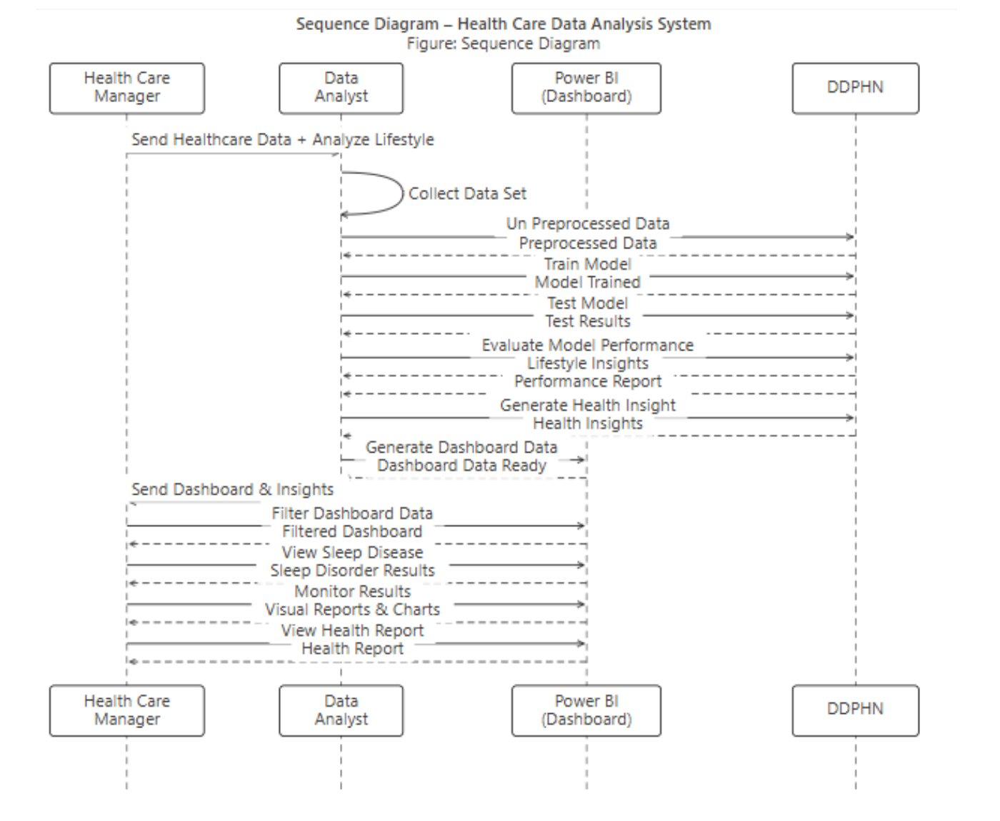 Sequence Diagram – Health Care Data Analysis System
Figure: Sequence Diagram
Health Care
Manager
Data
Analyst
Power BI
(Dashboard)
DDPHN
Send Healthcare Data + Analyze Lifestyle
Collect Data Set
Un Preprocessed Data
Preprocessed Data
Train Model
Model Trained
Test Model
Test Results
Evaluate Model Performance
Lifestyle Insights
Performance Report
Generate Health Insight
Health Insights
Generate Dashboard Data
Dashboard Data Ready
Send Dashboard & Insights
Filter Dashboard Data
Filtered Dashboard
View Sleep Disease
Sleep Disorder Results
Monitor Results
Visual Reports & Charts
View Health Report
Health Report
Health Care
Manager
Data
Analyst
Power BI
(Dashboard)
DDPHN